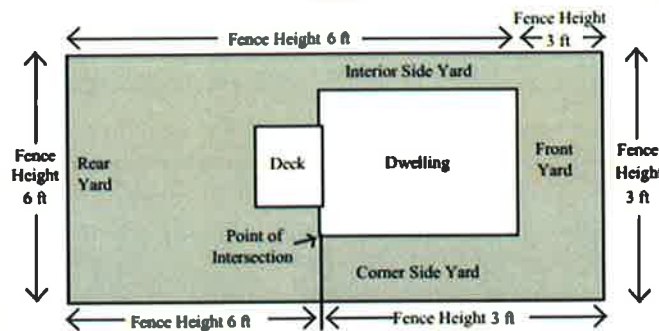 Fence Height
Fence Height 6 ft
3 ft
Interior Side Yard
Fence
Height
6 ft
Rear
Yard
Deck
Dwelling
Front
Yard
Fence
Height
3 ft
Point of
Intersection
Corner Side Yard
Fence Height 6 ft
Fence Height 3 ft